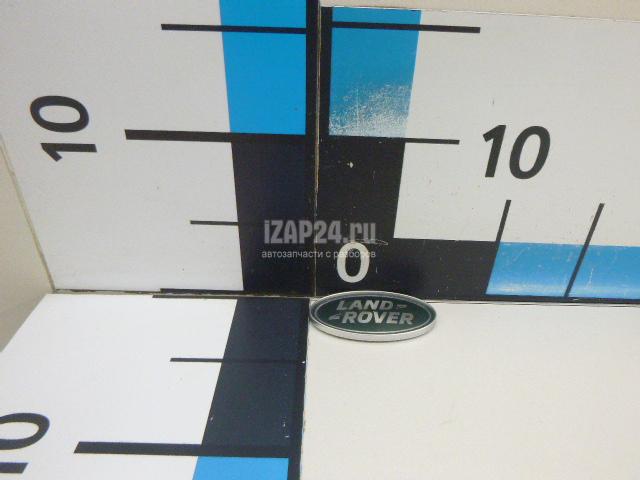 10
10
iZAP24.ru
автозапчасти с разборов
0
LAND
ROVER
10